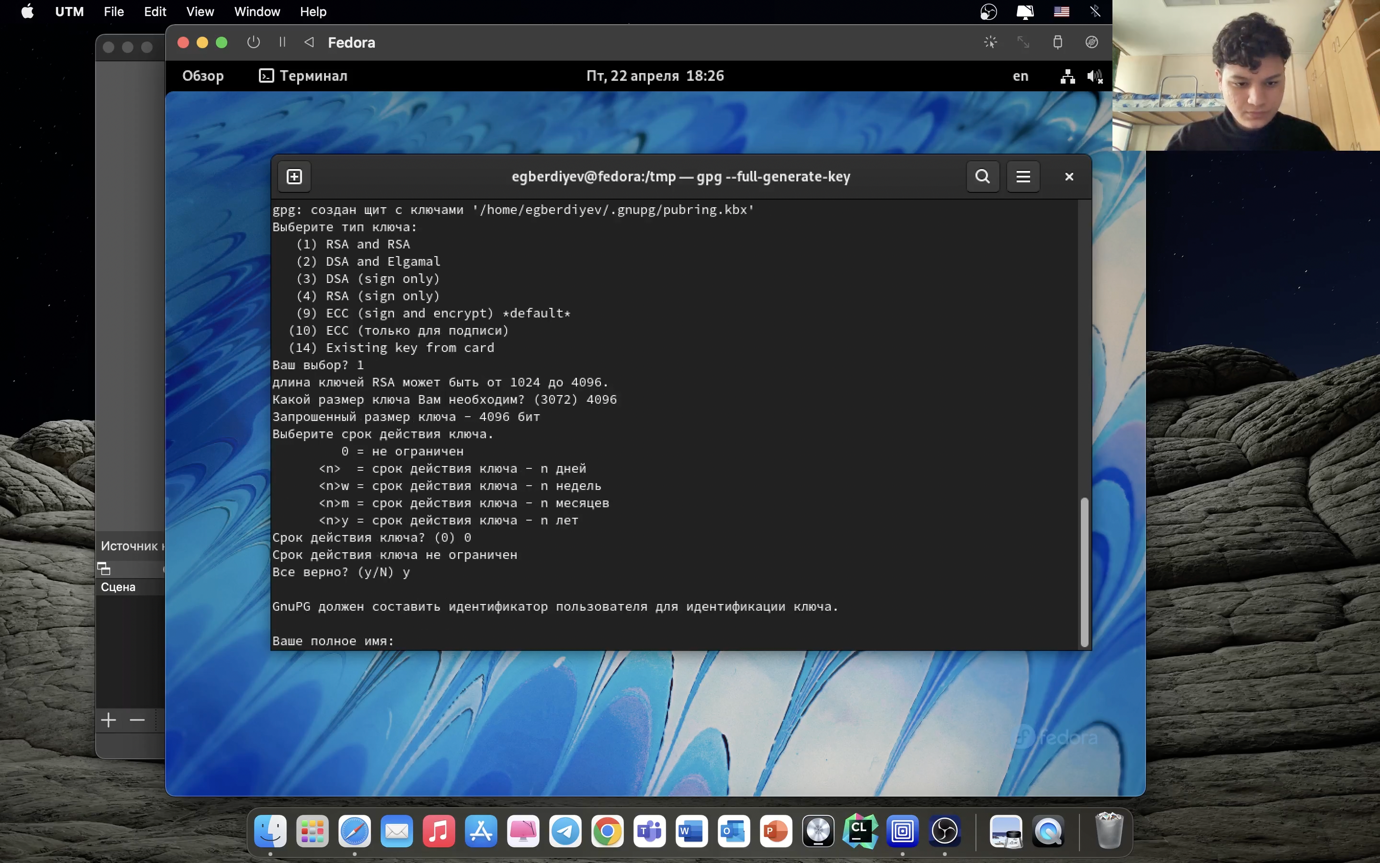 UTM File Edit View Window Help
Fedora
Обзор Терминал Пт, 22 апреля 18:26 en
egberdiyev@fedora:/tmp — gpg --full-generate-key
gpg: создан щит с ключами '/home/egberdiyev/.gnupg/pubring.kbx'
Выберите тип ключа:
(1) RSA and RSA
(2) DSA and Elgamal
(3) DSA (sign only)
(4) RSA (sign only)
(9) ECC (sign and encrypt) *default*
(10) ECC (только для подписи)
(14) Existing key from card
Ваш выбор? 1
длина ключей RSA может быть от 1024 до 4096.
Какой размер ключа Вам необходим? (3072) 4096
Запрошенный размер ключа - 4096 бит
Выберите срок действия ключа.
0 = не ограничен
<n> = срок действия ключа - n дней
<n>w = срок действия ключа - n недель
<n>m = срок действия ключа - n месяцев
<n>y = срок действия ключа - n лет
Срок действия ключа? (0) 0
Срок действия ключа не ограничен
Все верно? (y/N) y
GnuPG должен составить идентификатор пользователя для идентификации ключа.
Ваше полное имя:
Источник
Сцена
fedora
CL